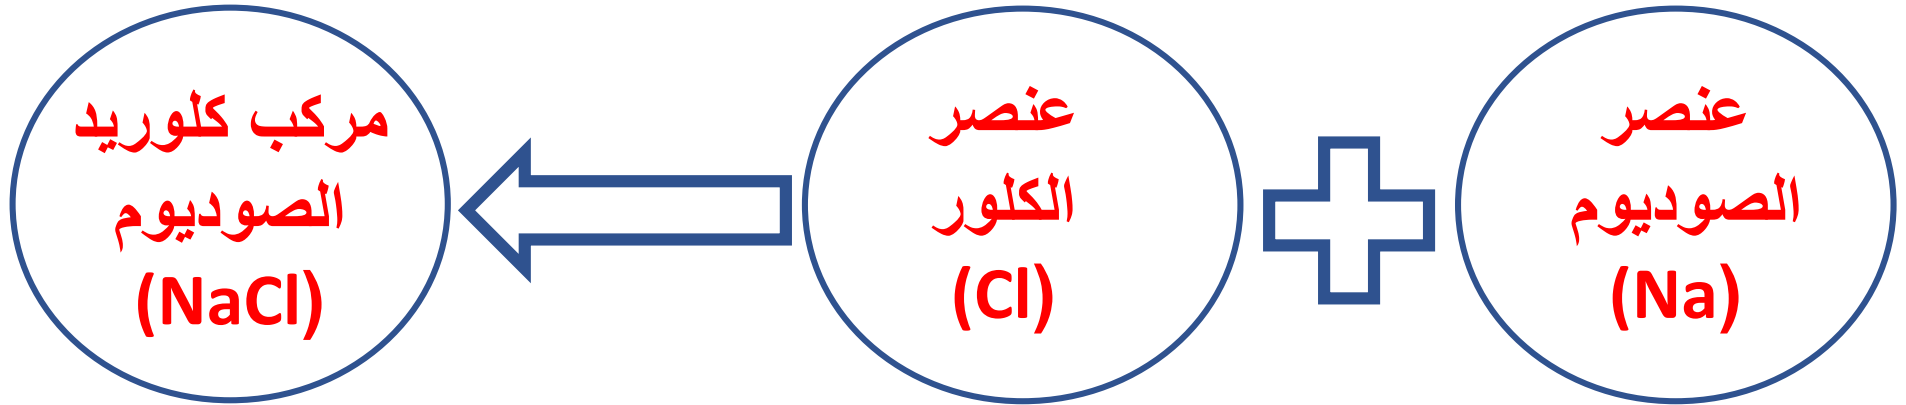 عنصر
الصوديوم
(Na)
عنصر
الكلور
(Cl)
مركب كلوريد
الصوديوم
(NaCl)